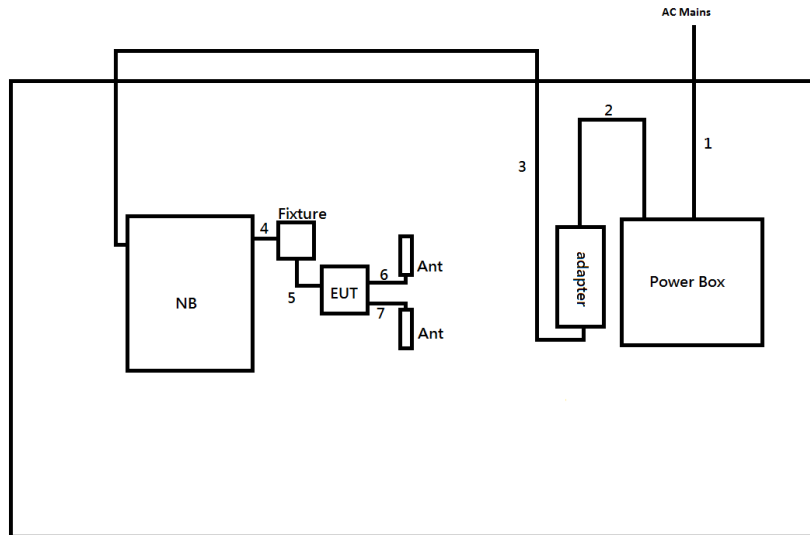 AC Mains
2
1
3
Fixture
4
Ant
6
adapter
Power Box
5
EUT
NB
7
Ant